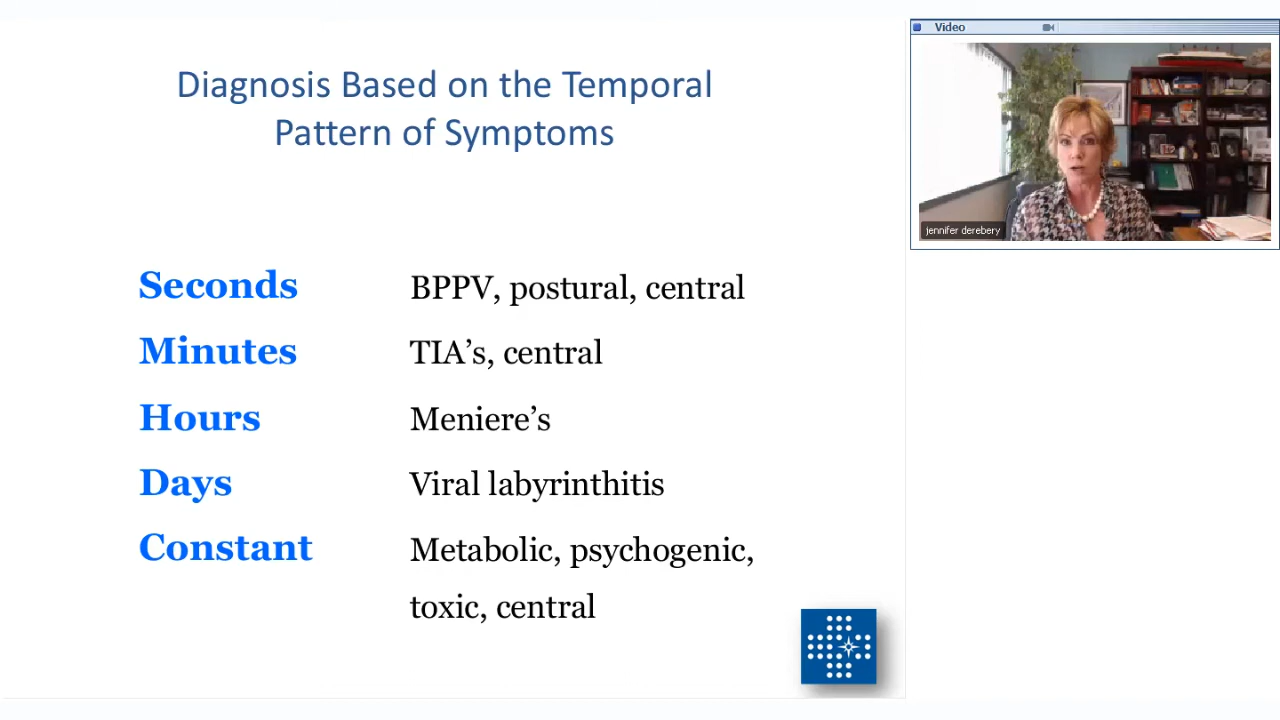 Diagnosis Based on the Temporal
Pattern of Symptoms
Seconds BPPV, postural, central
Minutes TIA’s, central
Hours Meniere’s
Days Viral labyrinthitis
Constant Metabolic, psychogenic,
toxic, central
Video
jennifer derebery